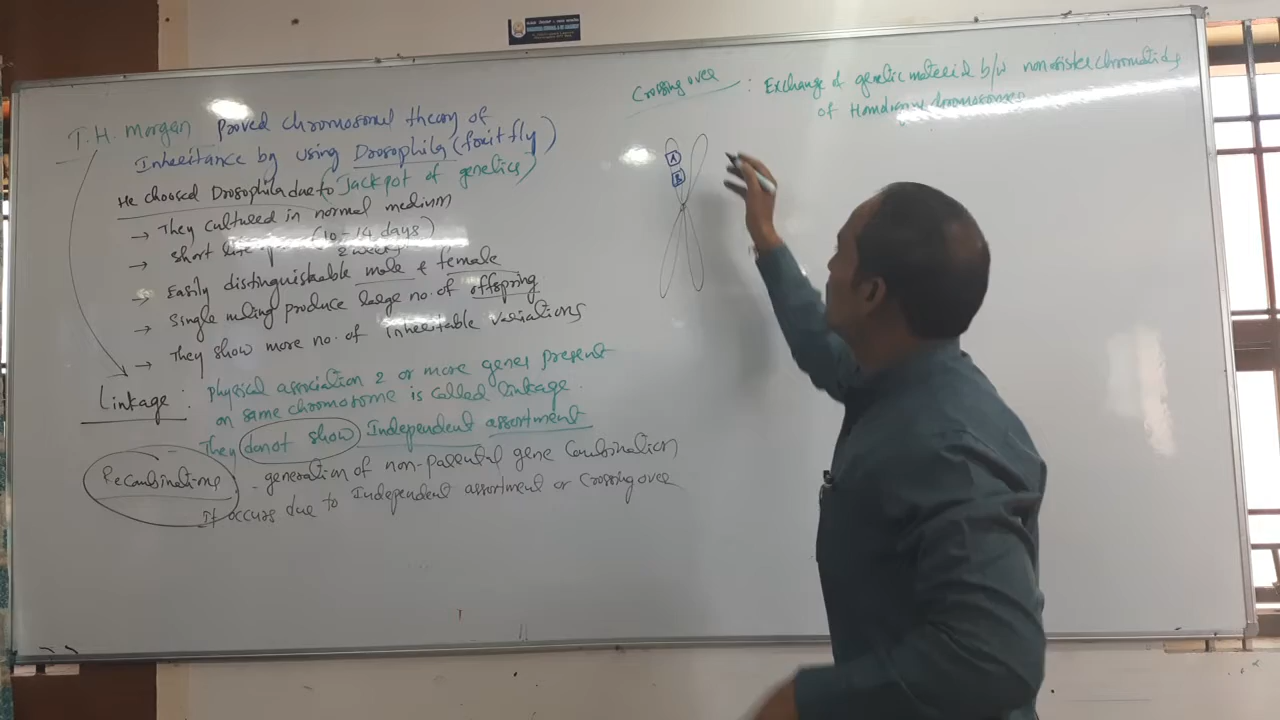 T.H. Morgan Proved chromosomal theory of
Inheritance by using Drosophila (fruit fly)
He choosed Drosophila due to (Jackpot of genetics)
→ They cultured in normal medium
→ short life (10-14 days)
2 weeks
→ Easily distinguishable male & female
→ Single mating produce large no. of offspring
→ They show more no. of inheritable variations
Linkage : Physical association 2 or more genes present
on same chromosome is called linkage.
They donot show Independent assortment
Recombinations - generation of non-parental gene Combination
It occurs due to Independent assortment or Crossing over
Crossing over : Exchange of genetic material b/w non sister chromatids
of Homologous chromosomes
A
B